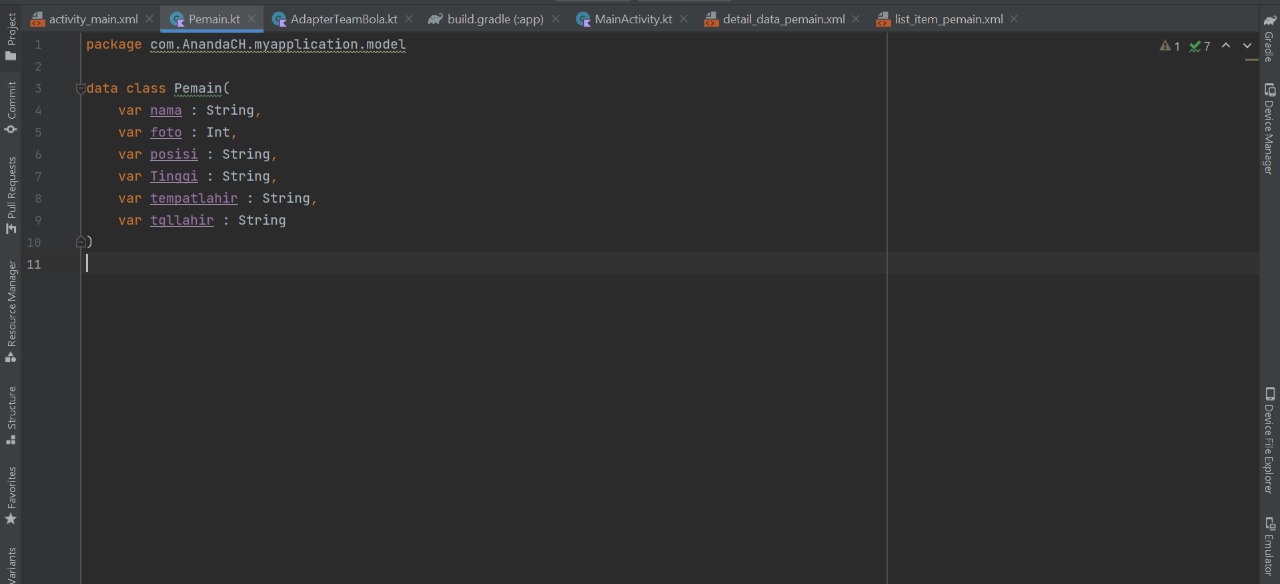 activity_main.xml Pemain.kt AdapterTeamBola.kt build.gradle (:app) MainActivity.kt detail_data_pemain.xml list_item_pemain.xml
1 package com.AnandaCH.myapplication.model
2
3 data class Pemain(
4 var nama : String,
5 var foto : Int,
6 var posisi : String,
7 var Tinggi : String,
8 var tempatlahir : String,
9 var tgllahir : String
10 )
11
1 7
Project
Commit
Pull Requests
Resource Manager
Structure
Favorites
Variants
Gradle
Device Manager
Device File Explorer
Emulator